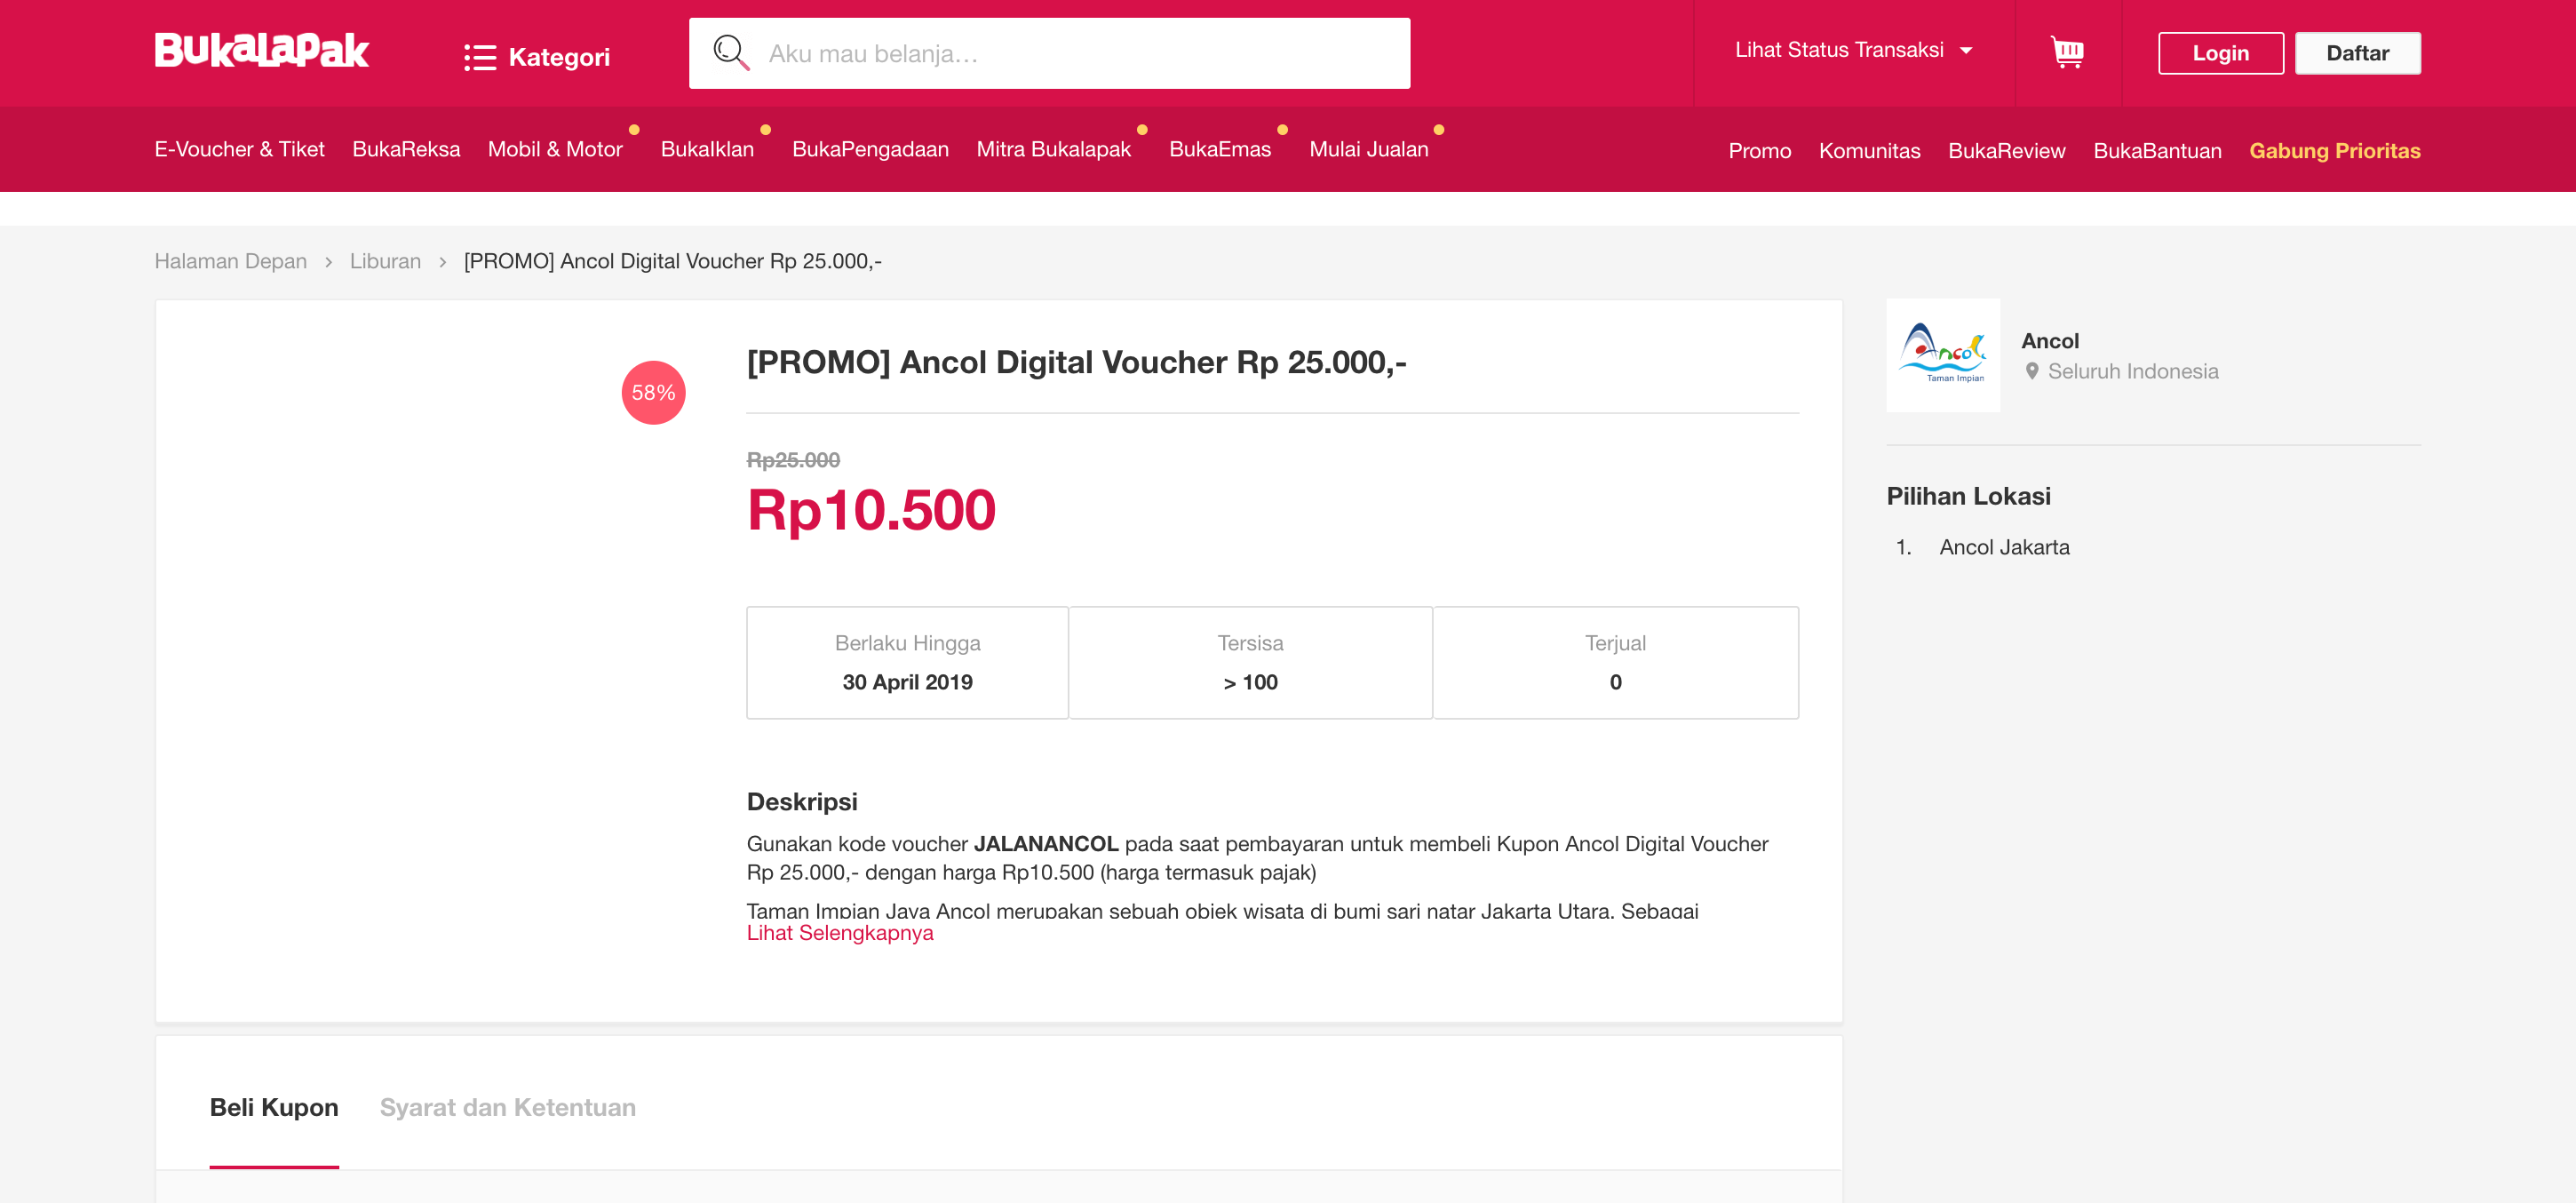 BukaLapak
Kategori
Aku mau belanja...
Lihat Status Transaksi
Login
Daftar
E-Voucher & Tiket
BukaReksa
Mobil & Motor
BukaIklan
BukaPengadaan
Mitra Bukalapak
BukaEmas
Mulai Jualan
Promo
Komunitas
BukaReview
BukaBantuan
Gabung Prioritas
Halaman Depan > Liburan > [PROMO] Ancol Digital Voucher Rp 25.000,-
58%
[PROMO] Ancol Digital Voucher Rp 25.000,-
Rp25.000
Rp10.500
Berlaku Hingga
30 April 2019
Tersisa
> 100
Terjual
0
Deskripsi
Gunakan kode voucher JALANANCOL pada saat pembayaran untuk membeli Kupon Ancol Digital Voucher
Rp 25.000,- dengan harga Rp10.500 (harga termasuk pajak)
Taman Impian Jaya Ancol merupakan sebuah objek wisata di bumi sari natar Jakarta Utara. Sebagai
Lihat Selengkapnya
Ancol
Taman Impian
Ancol
Seluruh Indonesia
Pilihan Lokasi
1. Ancol Jakarta
Beli Kupon
Syarat dan Ketentuan